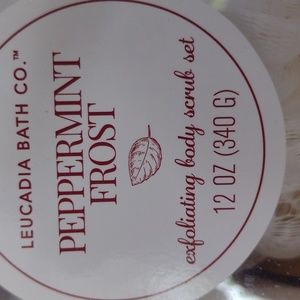 LEUCADIA BATH CO.™
PEPPERMINT
FROST
exfoliating body scrub set
12 OZ (340 G)